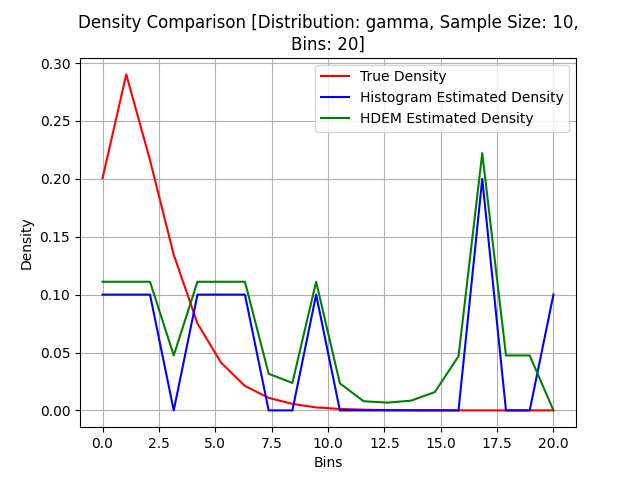 Density Comparison [Distribution: gamma, Sample Size: 10,
Bins: 20]
True Density
Histogram Estimated Density
HDEM Estimated Density
Density
0.30
0.25
0.20
0.15
0.10
0.05
0.00
0.0 2.5 5.0 7.5 10.0 12.5 15.0 17.5 20.0
Bins